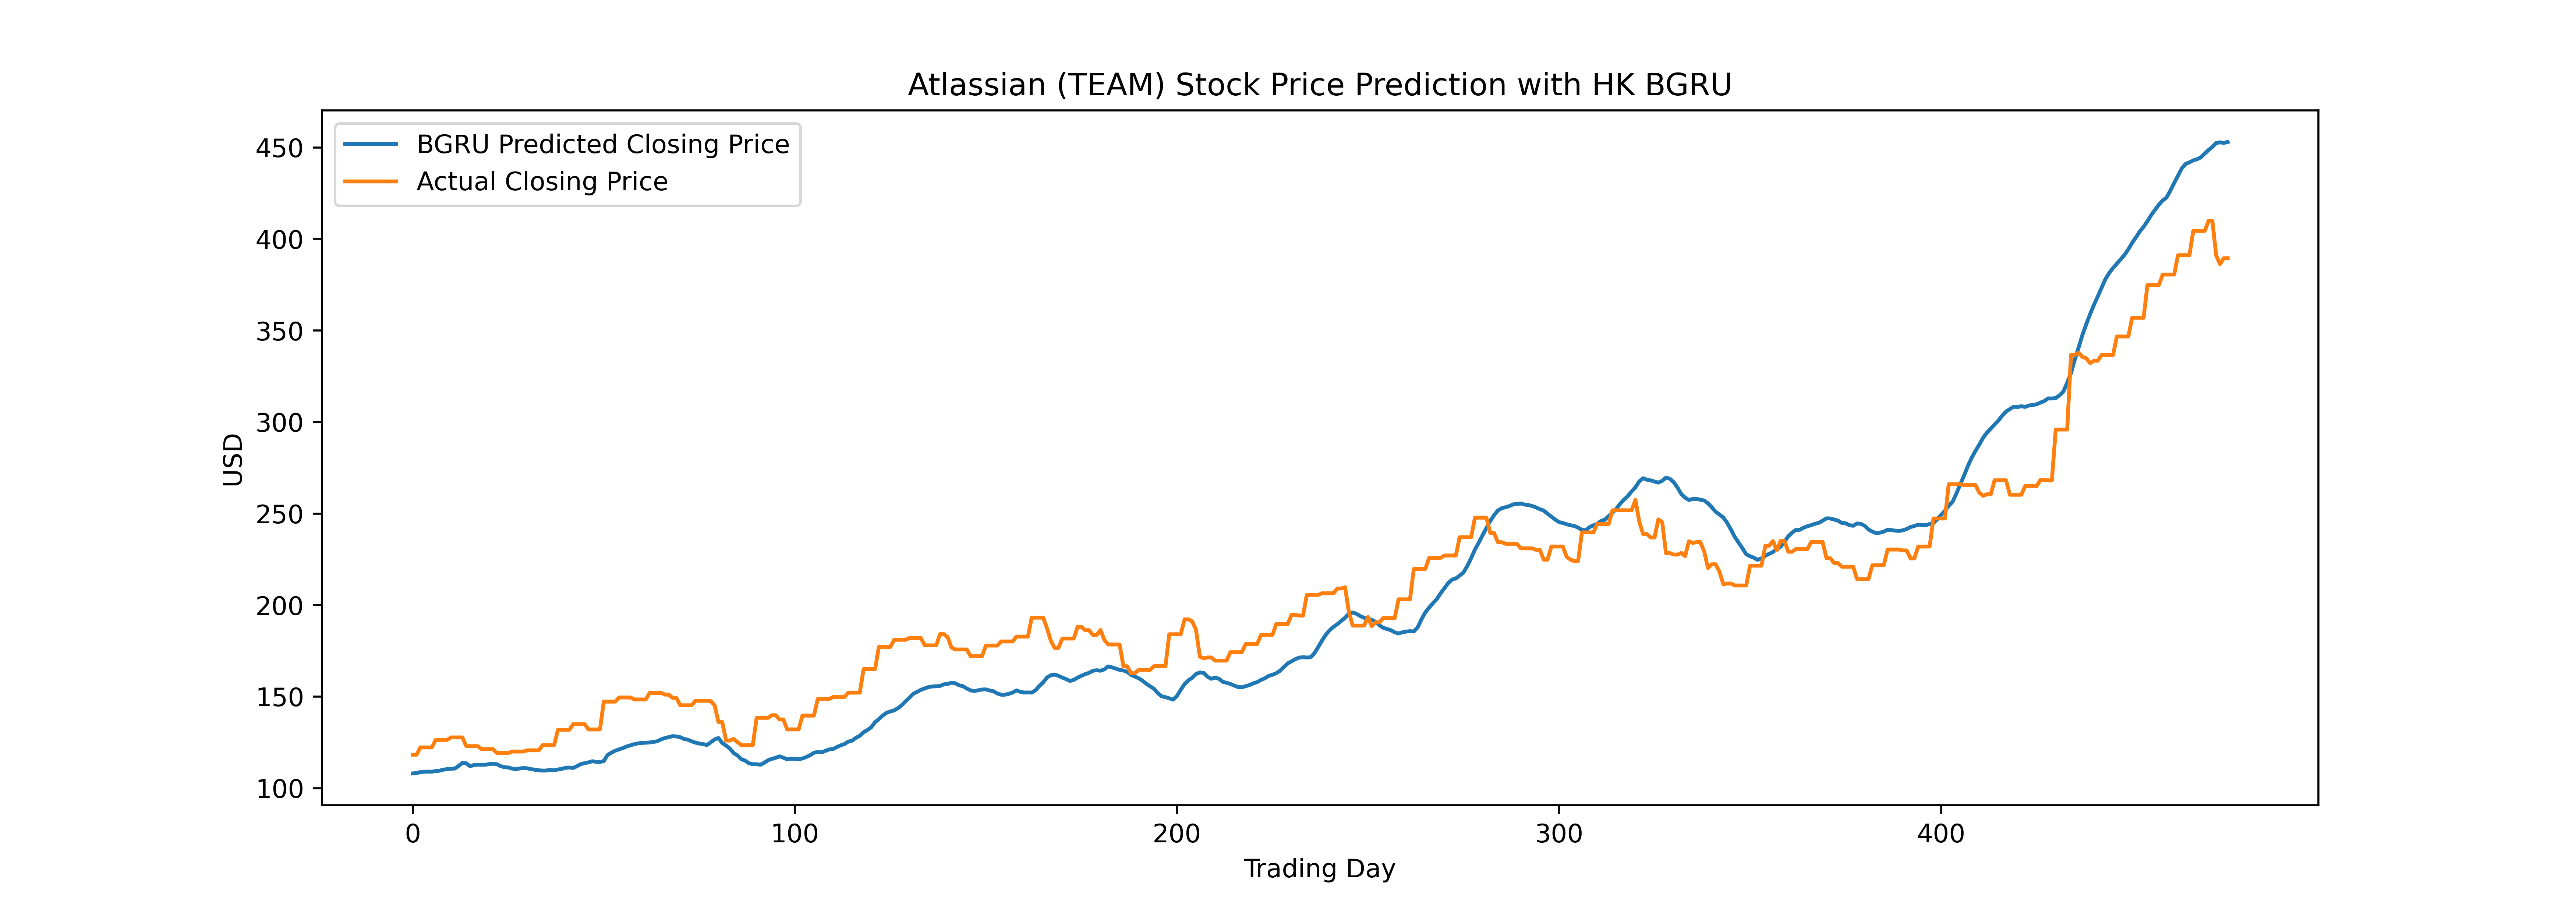 Atlassian (TEAM) Stock Price Prediction with HK BGRU
BGRU Predicted Closing Price
Actual Closing Price
450
400
350
300
250
200
150
100
USD
0 100 200 300 400
Trading Day